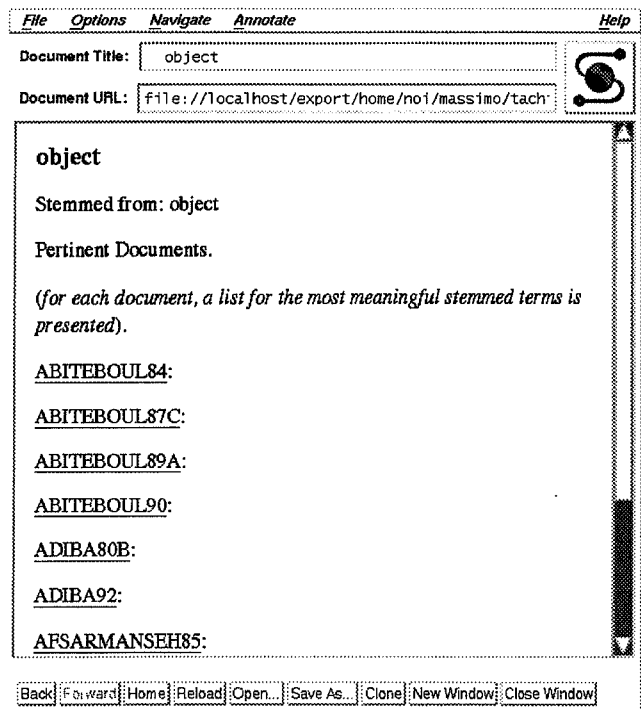 File Options Navigate Annotate Help
Document Title: object
Document URL: file://localhost/export/home/noi/massimo/tach
object
Stemmed from: object
Pertinent Documents.
(for each document, a list for the most meaningful stemmed terms is
presented).
ABITEBOUL84:
ABITEBOUL87C:
ABITEBOUL89A:
ABITEBOUL90:
ADIBA80B:
ADIBA92:
AFSARMANSEH85:
Back Forward Home Reload Open... Save As... Clone New Window Close Window